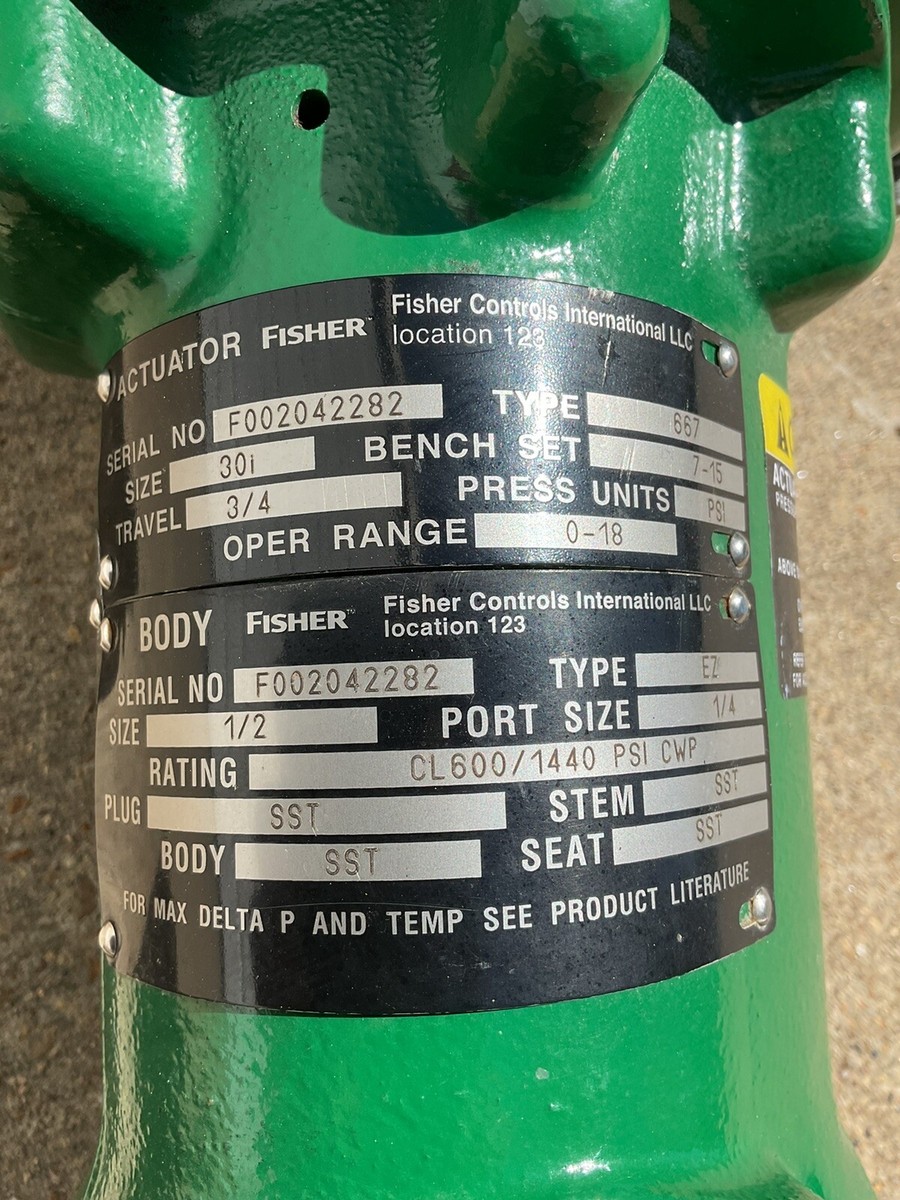 ACTUATOR FISHER Fisher Controls International LLC
location 123
SERIAL NO F002042282 TYPE 667
SIZE 30i BENCH SET 7-15
TRAVEL 3/4 PRESS UNITS PSI
OPER RANGE 0-18
BODY FISHER™ Fisher Controls International LLC
location 123
SERIAL NO F002042282 TYPE EZ
SIZE 1/2 PORT SIZE 1/4
RATING CL600/1440 PSI CWP
PLUG SST STEM SST
BODY SST SEAT SST
FOR MAX DELTA P AND TEMP SEE PRODUCT LITERATURE
ABOVE